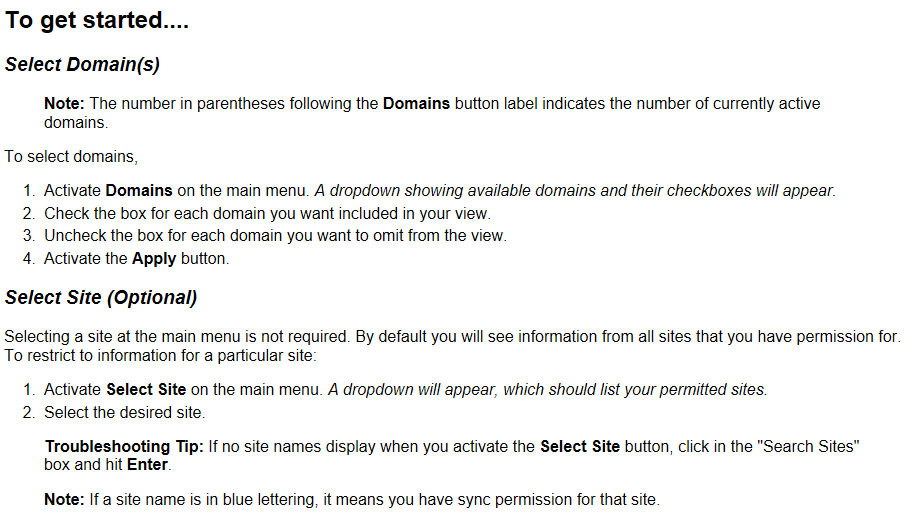 To get started....
Select Domain(s)
Note: The number in parentheses following the Domains button label indicates the number of currently active
domains.
To select domains,
1. Activate Domains on the main menu. A dropdown showing available domains and their checkboxes will appear.
2. Check the box for each domain you want included in your view.
3. Uncheck the box for each domain you want to omit from the view.
4. Activate the Apply button.
Select Site (Optional)
Selecting a site at the main menu is not required. By default you will see information from all sites that you have permission for.
To restrict to information for a particular site:
1. Activate Select Site on the main menu. A dropdown will appear, which should list your permitted sites.
2. Select the desired site.
Troubleshooting Tip: If no site names display when you activate the Select Site button, click in the "Search Sites"
box and hit Enter.
Note: If a site name is in blue lettering, it means you have sync permission for that site.